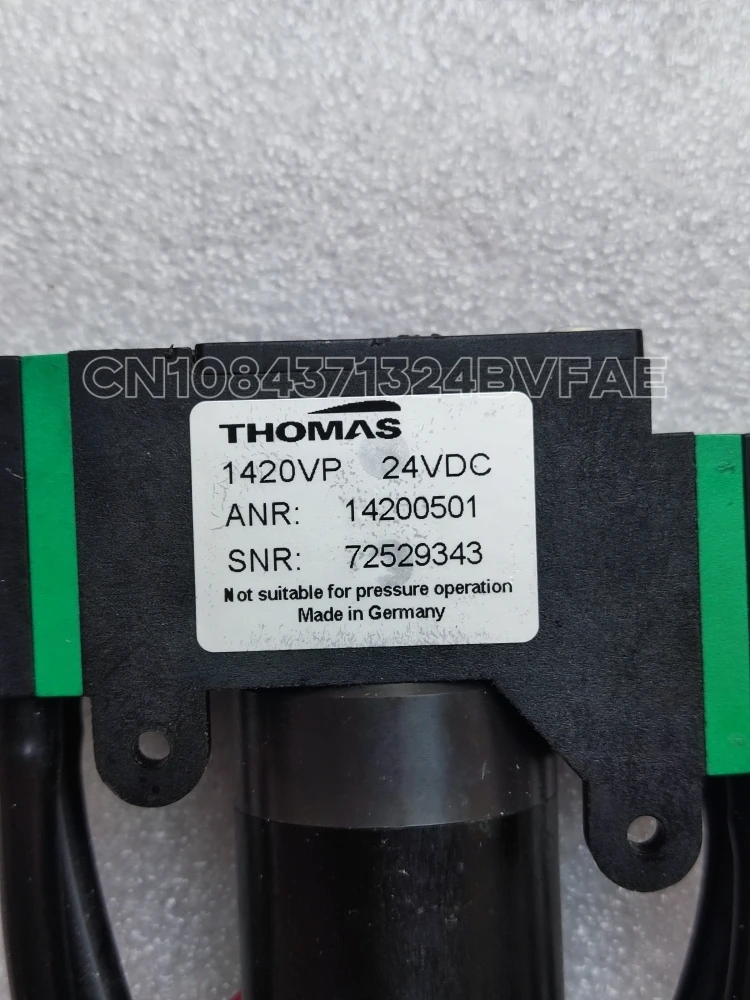 CN1084371324BVFAE
THOMAS
1420VP 24VDC
ANR: 14200501
SNR: 72529343
Not suitable for pressure operation
Made in Germany